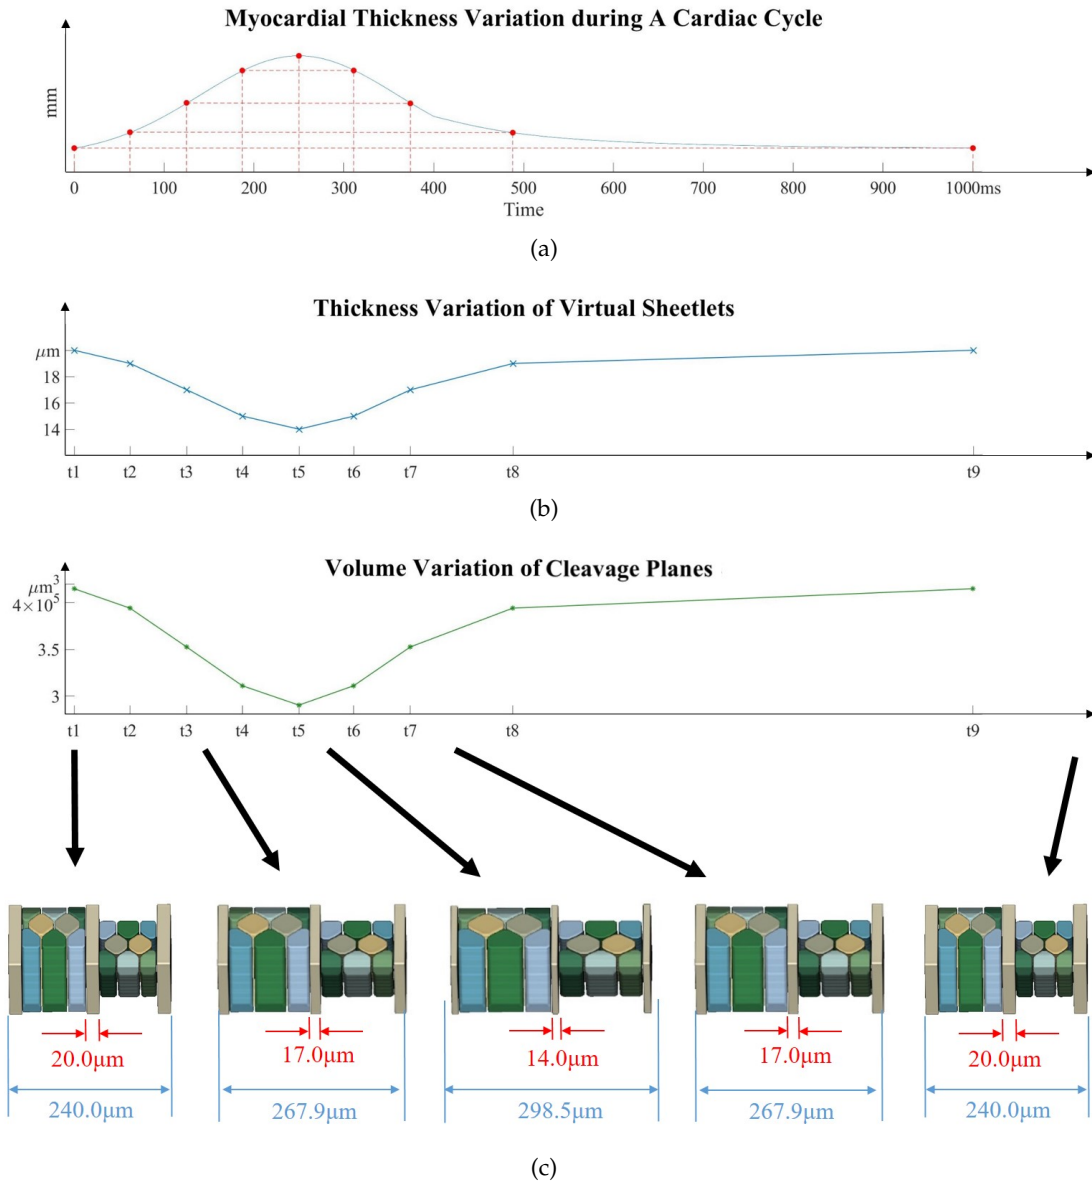 Myocardial Thickness Variation during A Cardiac Cycle
mm
0 100 200 300 400 500 600 700 800 900 1000ms
Time
(a)
Thickness Variation of Virtual Sheetlets
μm
18
16
14
t1 t2 t3 t4 t5 t6 t7 t8 t9
(b)
Volume Variation of Cleavage Planes
μm³
4×10⁵
3.5
3
t1 t2 t3 t4 t5 t6 t7 t8 t9
20.0μm 17.0μm 14.0μm 17.0μm 20.0μm
240.0μm 267.9μm 298.5μm 267.9μm 240.0μm
(c)